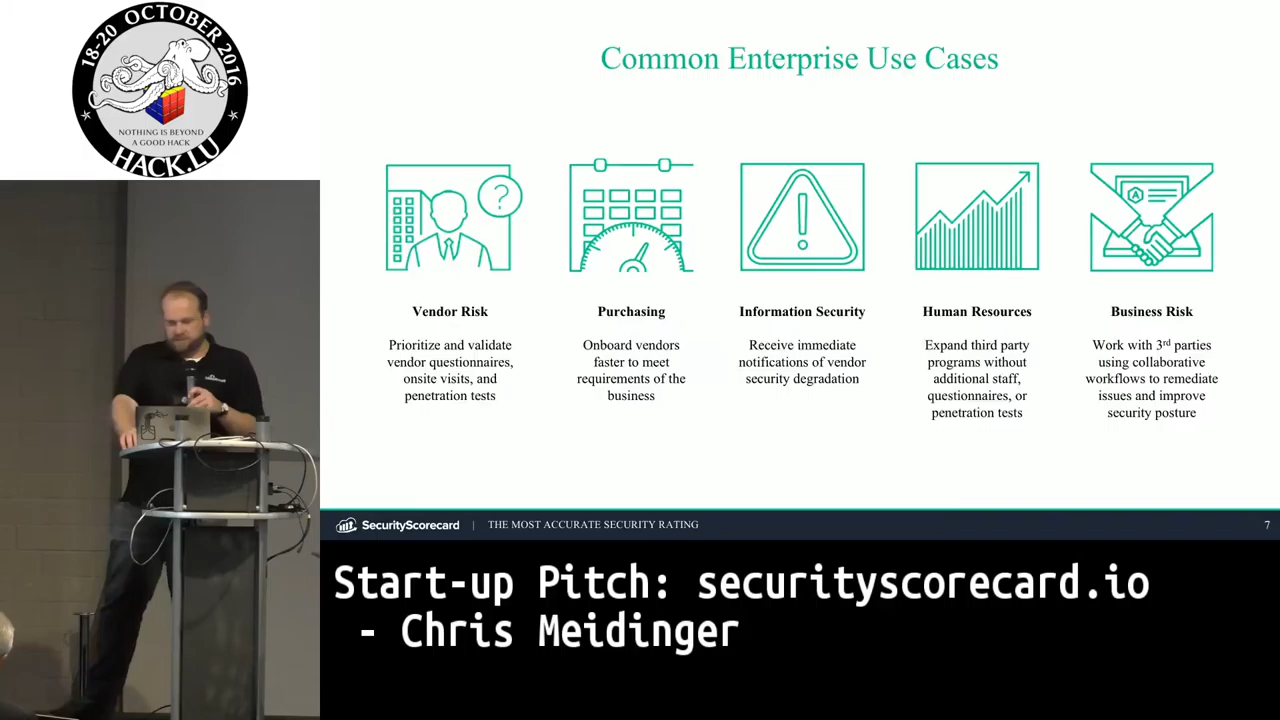 18-20 OCTOBER 2016
NOTHING IS BEYOND
A GOOD HACK
HACK.LU
Common Enterprise Use Cases
?
A
Vendor Risk
Prioritize and validate
vendor questionnaires,
onsite visits, and
penetration tests
Purchasing
Onboard vendors
faster to meet
requirements of the
business
Information Security
Receive immediate
notifications of vendor
security degradation
Human Resources
Expand third party
programs without
additional staff,
questionnaires, or
penetration tests
Business Risk
Work with 3rd parties
using collaborative
workflows to remediate
issues and improve
security posture
SecurityScorecard | THE MOST ACCURATE SECURITY RATING 7
Start-up Pitch: securityscorecard.io
- Chris Meidinger